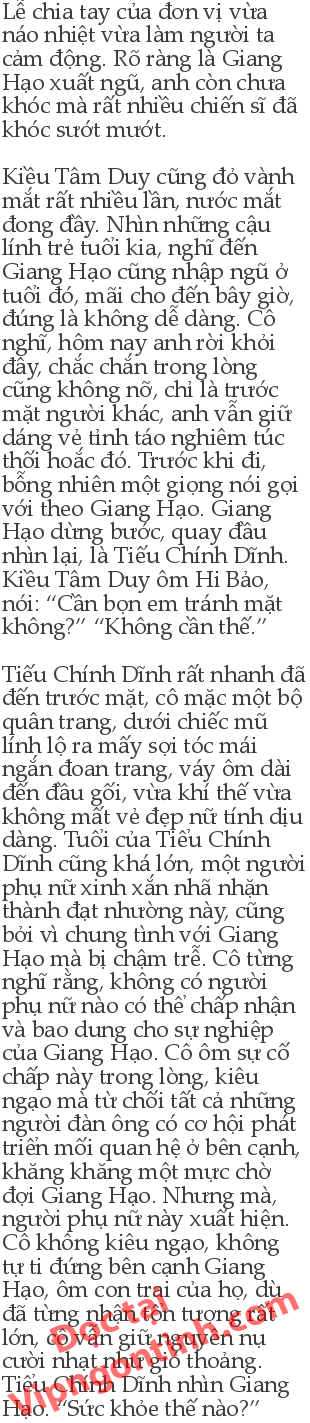 Lễ chia tay của đơn vị vừa
náo nhiệt vừa làm người ta
cảm động. Rõ ràng là Giang
Hạo xuất ngũ, anh còn chưa
khóc mà rất nhiều chiến sĩ đã
khóc sướt mướt.
Kiều Tâm Duy cũng đỏ vành
mắt rất nhiều lần, nước mắt
đong đầy. Nhìn những cậu
lính trẻ tuổi kia, nghĩ đến
Giang Hạo cũng nhập ngũ ở
tuổi đó, mãi cho đến bây giờ,
đúng là không dễ dàng. Cô
nghĩ, hôm nay anh rời khỏi
đây, chắc chắn trong lòng
cũng không nỡ, chỉ là trước
mặt người khác, anh vẫn giữ
dáng vẻ tỉnh táo nghiêm túc
thối hoắc đó. Trước khi đi,
bỗng nhiên một giọng nói gọi
với theo Giang Hạo. Giang
Hạo dừng bước, quay đầu
nhìn lại, là Tiếu Chính Dĩnh.
Kiều Tâm Duy ôm Hi Bảo,
nói: “Cần bọn em tránh mặt
không?” “Không cần thế.”
Tiếu Chính Dĩnh rất nhanh đã
đến trước mặt, cô mặc một bộ
quân trang, dưới chiếc mũ
lính lộ ra mấy sợi tóc mái
ngắn đoan trang, váy ôm dài
đến đầu gối, vừa khí thế vừa
không mất vẻ đẹp nữ tính dịu
dàng. Tuổi của Tiểu Chính
Dĩnh cũng khá lớn, một người
phụ nữ xinh xắn nhã nhặn
thành đạt nhường này, cũng
bởi vì chung tình với Giang
Hạo mà bị chậm trễ. Cô từng
nghĩ rằng, không có người
phụ nữ nào có thể chấp nhận
và bao dung cho sự nghiệp
của Giang Hạo. Cô ôm sự cố
chấp này trong lòng, kiêu
ngạo mà từ chối tất cả những
người đàn ông có cơ hội phát
triển mối quan hệ ở bên cạnh,
khăng khăng một mực chờ
đợi Giang Hạo. Nhưng mà,
người phụ nữ này xuất hiện.
Cô không kiêu ngạo, không
tự ti đứng bên cạnh Giang
Hạo, ôm con trai của họ, dù
đã từng nhận tổn tương rất
lớn, cô vẫn giữ nguyên nụ
cười nhạt như gió thoảng.
Tiểu Chính Dĩnh nhìn Giang
Hạo. “Sức khỏe thế nào?”
Đọc tại
Vipngontinh.com